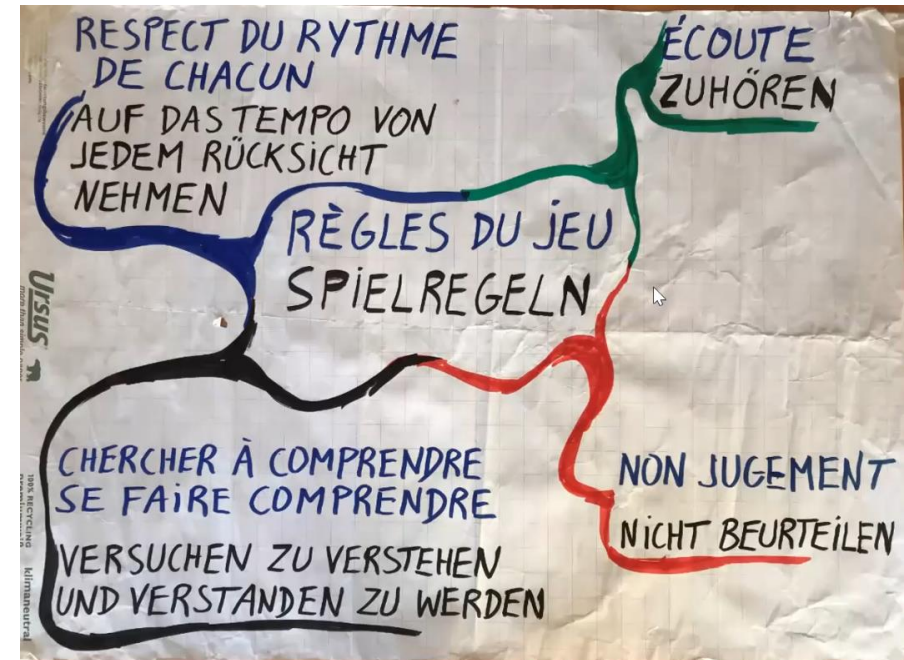 RESPECT DU RYTHME
DE CHACUN
AUF DAS TEMPO VON
JEDEM RÜCKSICHT
NEHMEN
ÉCOUTE
ZUHÖREN
RÈGLES DU JEU
SPIELREGELN
CHERCHER À COMPRENDRE
SE FAIRE COMPRENDRE
VERSUCHEN ZU VERSTEHEN
UND VERSTANDEN ZU WERDEN
NON JUGEMENT
NICHT BEURTEILEN
Ursus
100% RECYCLING
klimaneutral